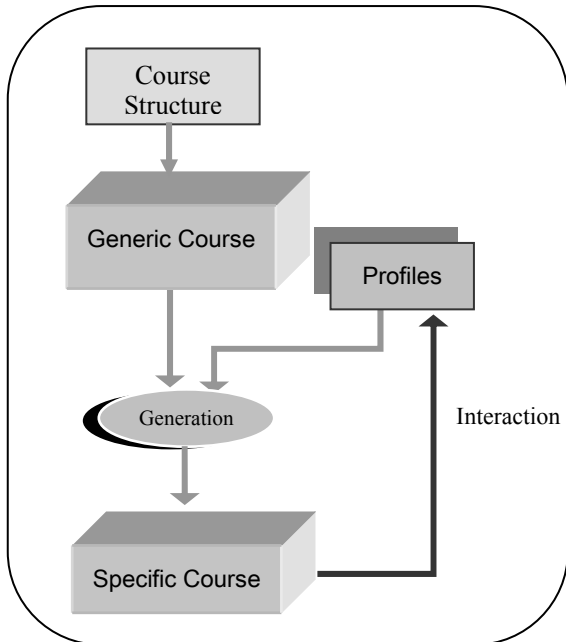 Course
Structure
Generic Course
Profiles
Generation
Interaction
Specific Course